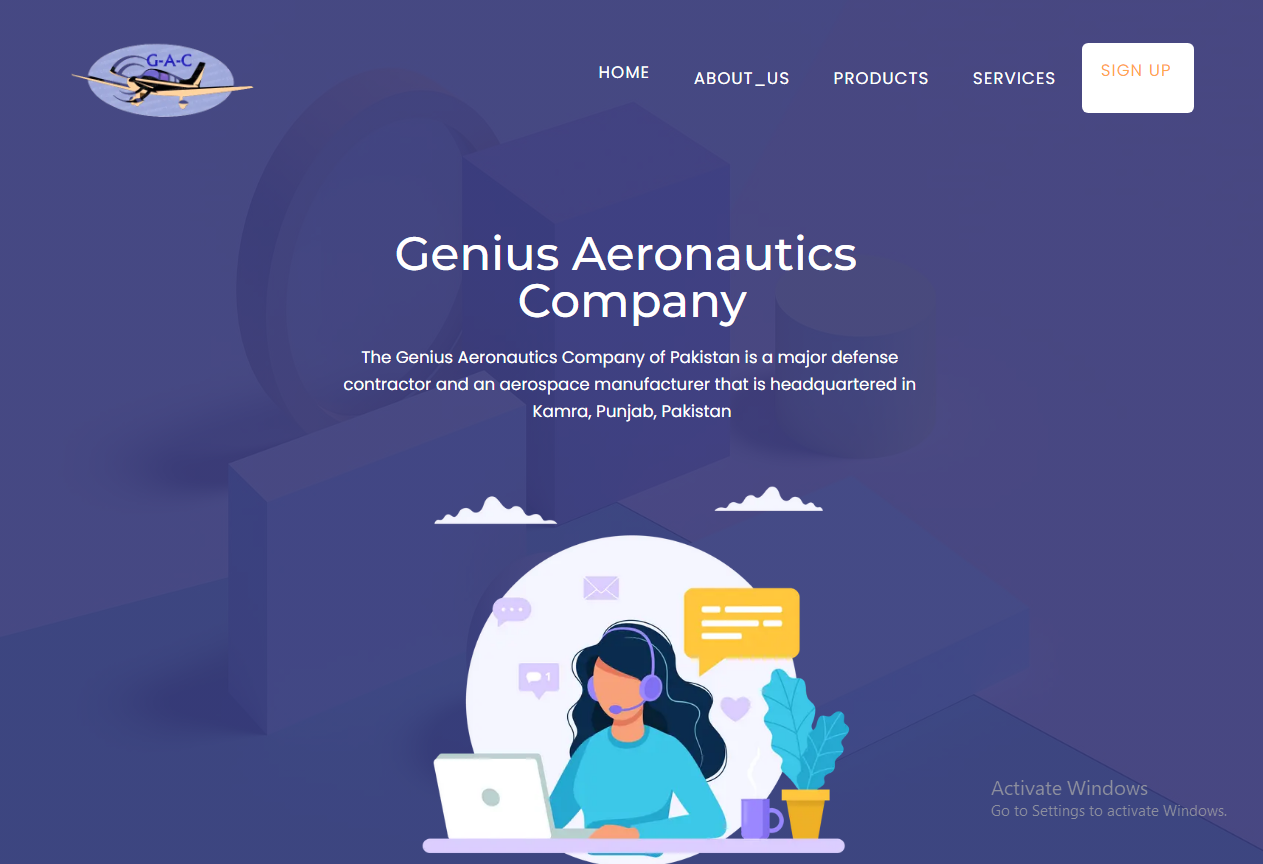 G-A-C
HOME
ABOUT_US
PRODUCTS
SERVICES
SIGN UP
Genius Aeronautics
Company
The Genius Aeronautics Company of Pakistan is a major defense
contractor and an aerospace manufacturer that is headquartered in
Kamra, Punjab, Pakistan
1
Activate Windows
Go to Settings to activate Windows.